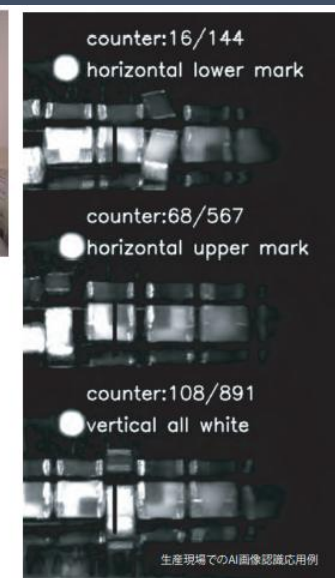 counter:16/144
horizontal lower mark
counter:68/567
horizontal upper mark
counter:108/891
vertical all white
生産現場でのAI画像認識応用例